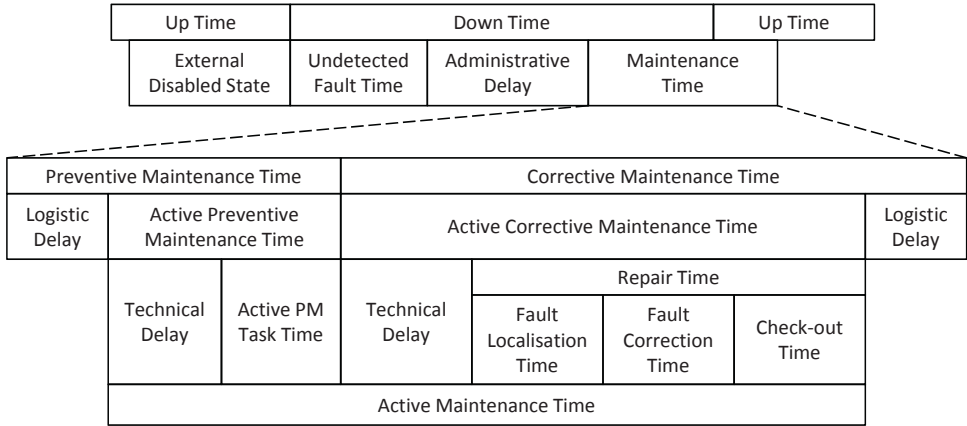 Up Time
Down Time
Up Time
External
Disabled State
Undetected
Fault Time
Administrative
Delay
Maintenance
Time
Preventive Maintenance Time
Corrective Maintenance Time
Logistic
Delay
Active Preventive
Maintenance Time
Active Corrective Maintenance Time
Logistic
Delay
Technical
Delay
Active PM
Task Time
Technical
Delay
Repair Time
Fault
Localisation
Time
Fault
Correction
Time
Check-out
Time
Active Maintenance Time